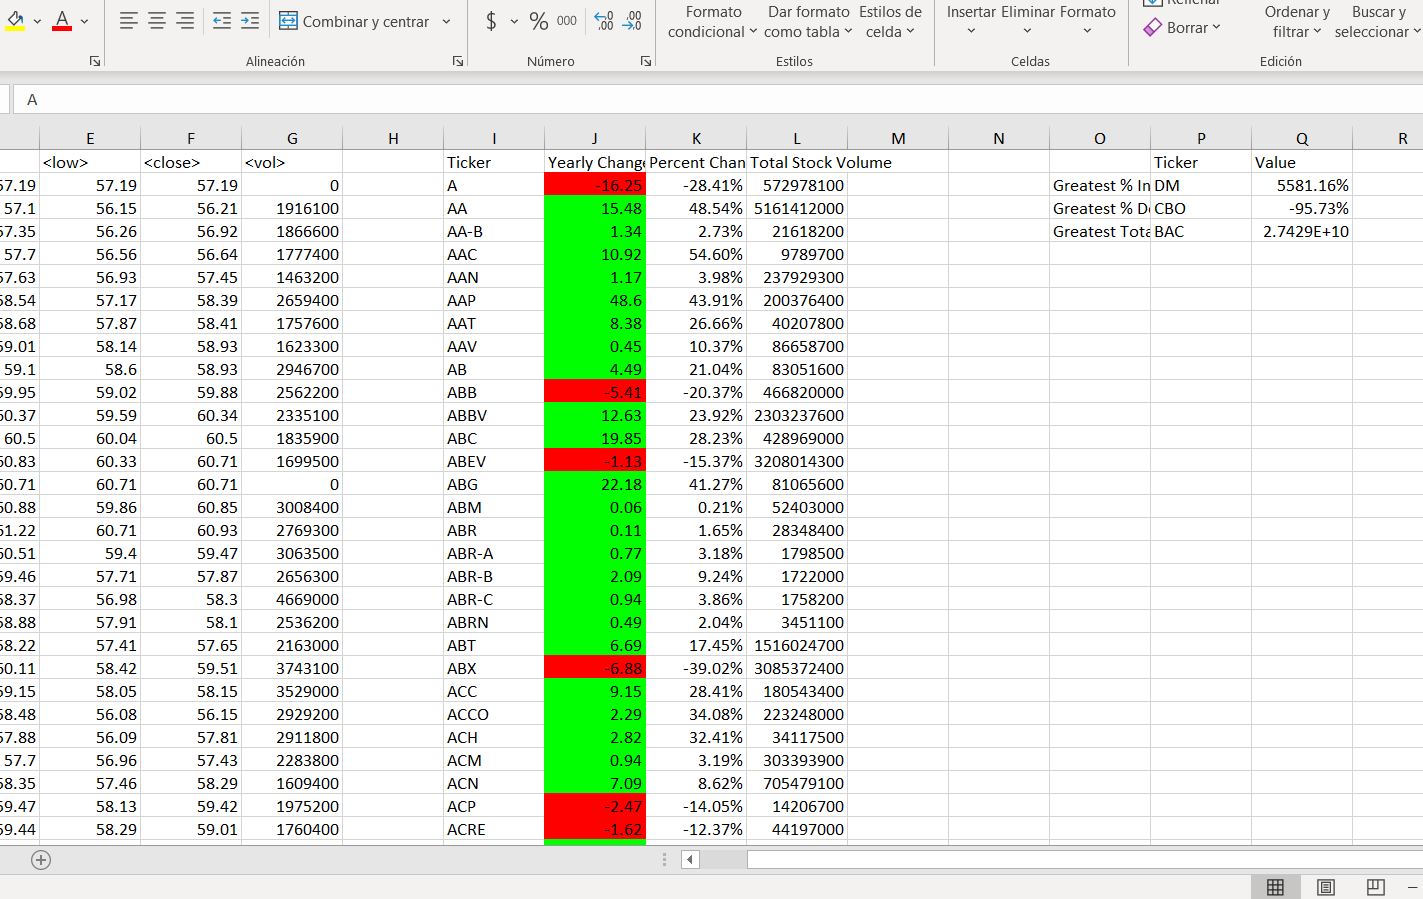 Rellenar
Combinar y centrar $ % 000
Formato condicional Dar formato como tabla Estilos de celda
Insertar Eliminar Formato
Borrar
Ordenar y filtrar Buscar y seleccionar
Alineación Número Estilos Celdas Edición
A
E F G H I J K L M N O P Q R
<low> <close> <vol> Ticker Yearly Change Percent Chan Total Stock Volume Ticker Value
57.19 57.19 57.19 0 A -16.25 -28.41% 572978100 Greatest % In DM 5581.16%
57.1 56.15 56.21 1916100 AA 15.48 48.54% 5161412000 Greatest % De CBO -95.73%
57.35 56.26 56.92 1866600 AA-B 1.34 2.73% 21618200 Greatest Tota BAC 2.7429E+10
57.7 56.56 56.64 1777400 AAC 10.92 54.60% 9789700
57.63 56.93 57.45 1463200 AAN 1.17 3.98% 237929300
58.54 57.17 58.39 2659400 AAP 48.6 43.91% 200376400
58.68 57.87 58.41 1757600 AAT 8.38 26.66% 40207800
59.01 58.14 58.93 1623300 AAV 0.45 10.37% 86658700
59.1 58.6 58.93 2946700 AB 4.49 21.04% 83051600
59.95 59.02 59.88 2562200 ABB -5.41 -20.37% 466820000
60.37 59.59 60.34 2335100 ABBV 12.63 23.92% 2303237600
60.5 60.04 60.5 1835900 ABC 19.85 28.23% 428969000
60.83 60.33 60.71 1699500 ABEV -1.13 -15.37% 3208014300
60.71 60.71 60.71 0 ABG 22.18 41.27% 81065600
60.88 59.86 60.85 3008400 ABM 0.06 0.21% 52403000
61.22 60.71 60.93 2769300 ABR 0.11 1.65% 28348400
60.51 59.4 59.47 3063500 ABR-A 0.77 3.18% 1798500
59.46 57.71 57.87 2656300 ABR-B 2.09 9.24% 1722000
58.37 56.98 58.3 4669000 ABR-C 0.94 3.86% 1758200
58.88 57.91 58.1 2536200 ABRN 0.49 2.04% 3451100
58.22 57.41 57.65 2163000 ABT 6.69 17.45% 1516024700
60.11 58.42 59.51 3743100 ABX -6.88 -39.02% 3085372400
59.15 58.05 58.15 3529000 ACC 9.15 28.41% 180543400
58.48 56.08 56.15 2929200 ACCO 2.29 34.08% 223248000
57.88 56.09 57.81 2911800 ACH 2.82 32.41% 34117500
57.7 56.96 57.43 2283800 ACM 0.94 3.19% 303393900
58.35 57.46 58.29 1609400 ACN 7.09 8.62% 705479100
59.47 58.13 59.42 1975200 ACP -2.47 -14.05% 14206700
59.44 58.29 59.01 1760400 ACRE -1.62 -12.37% 44197000